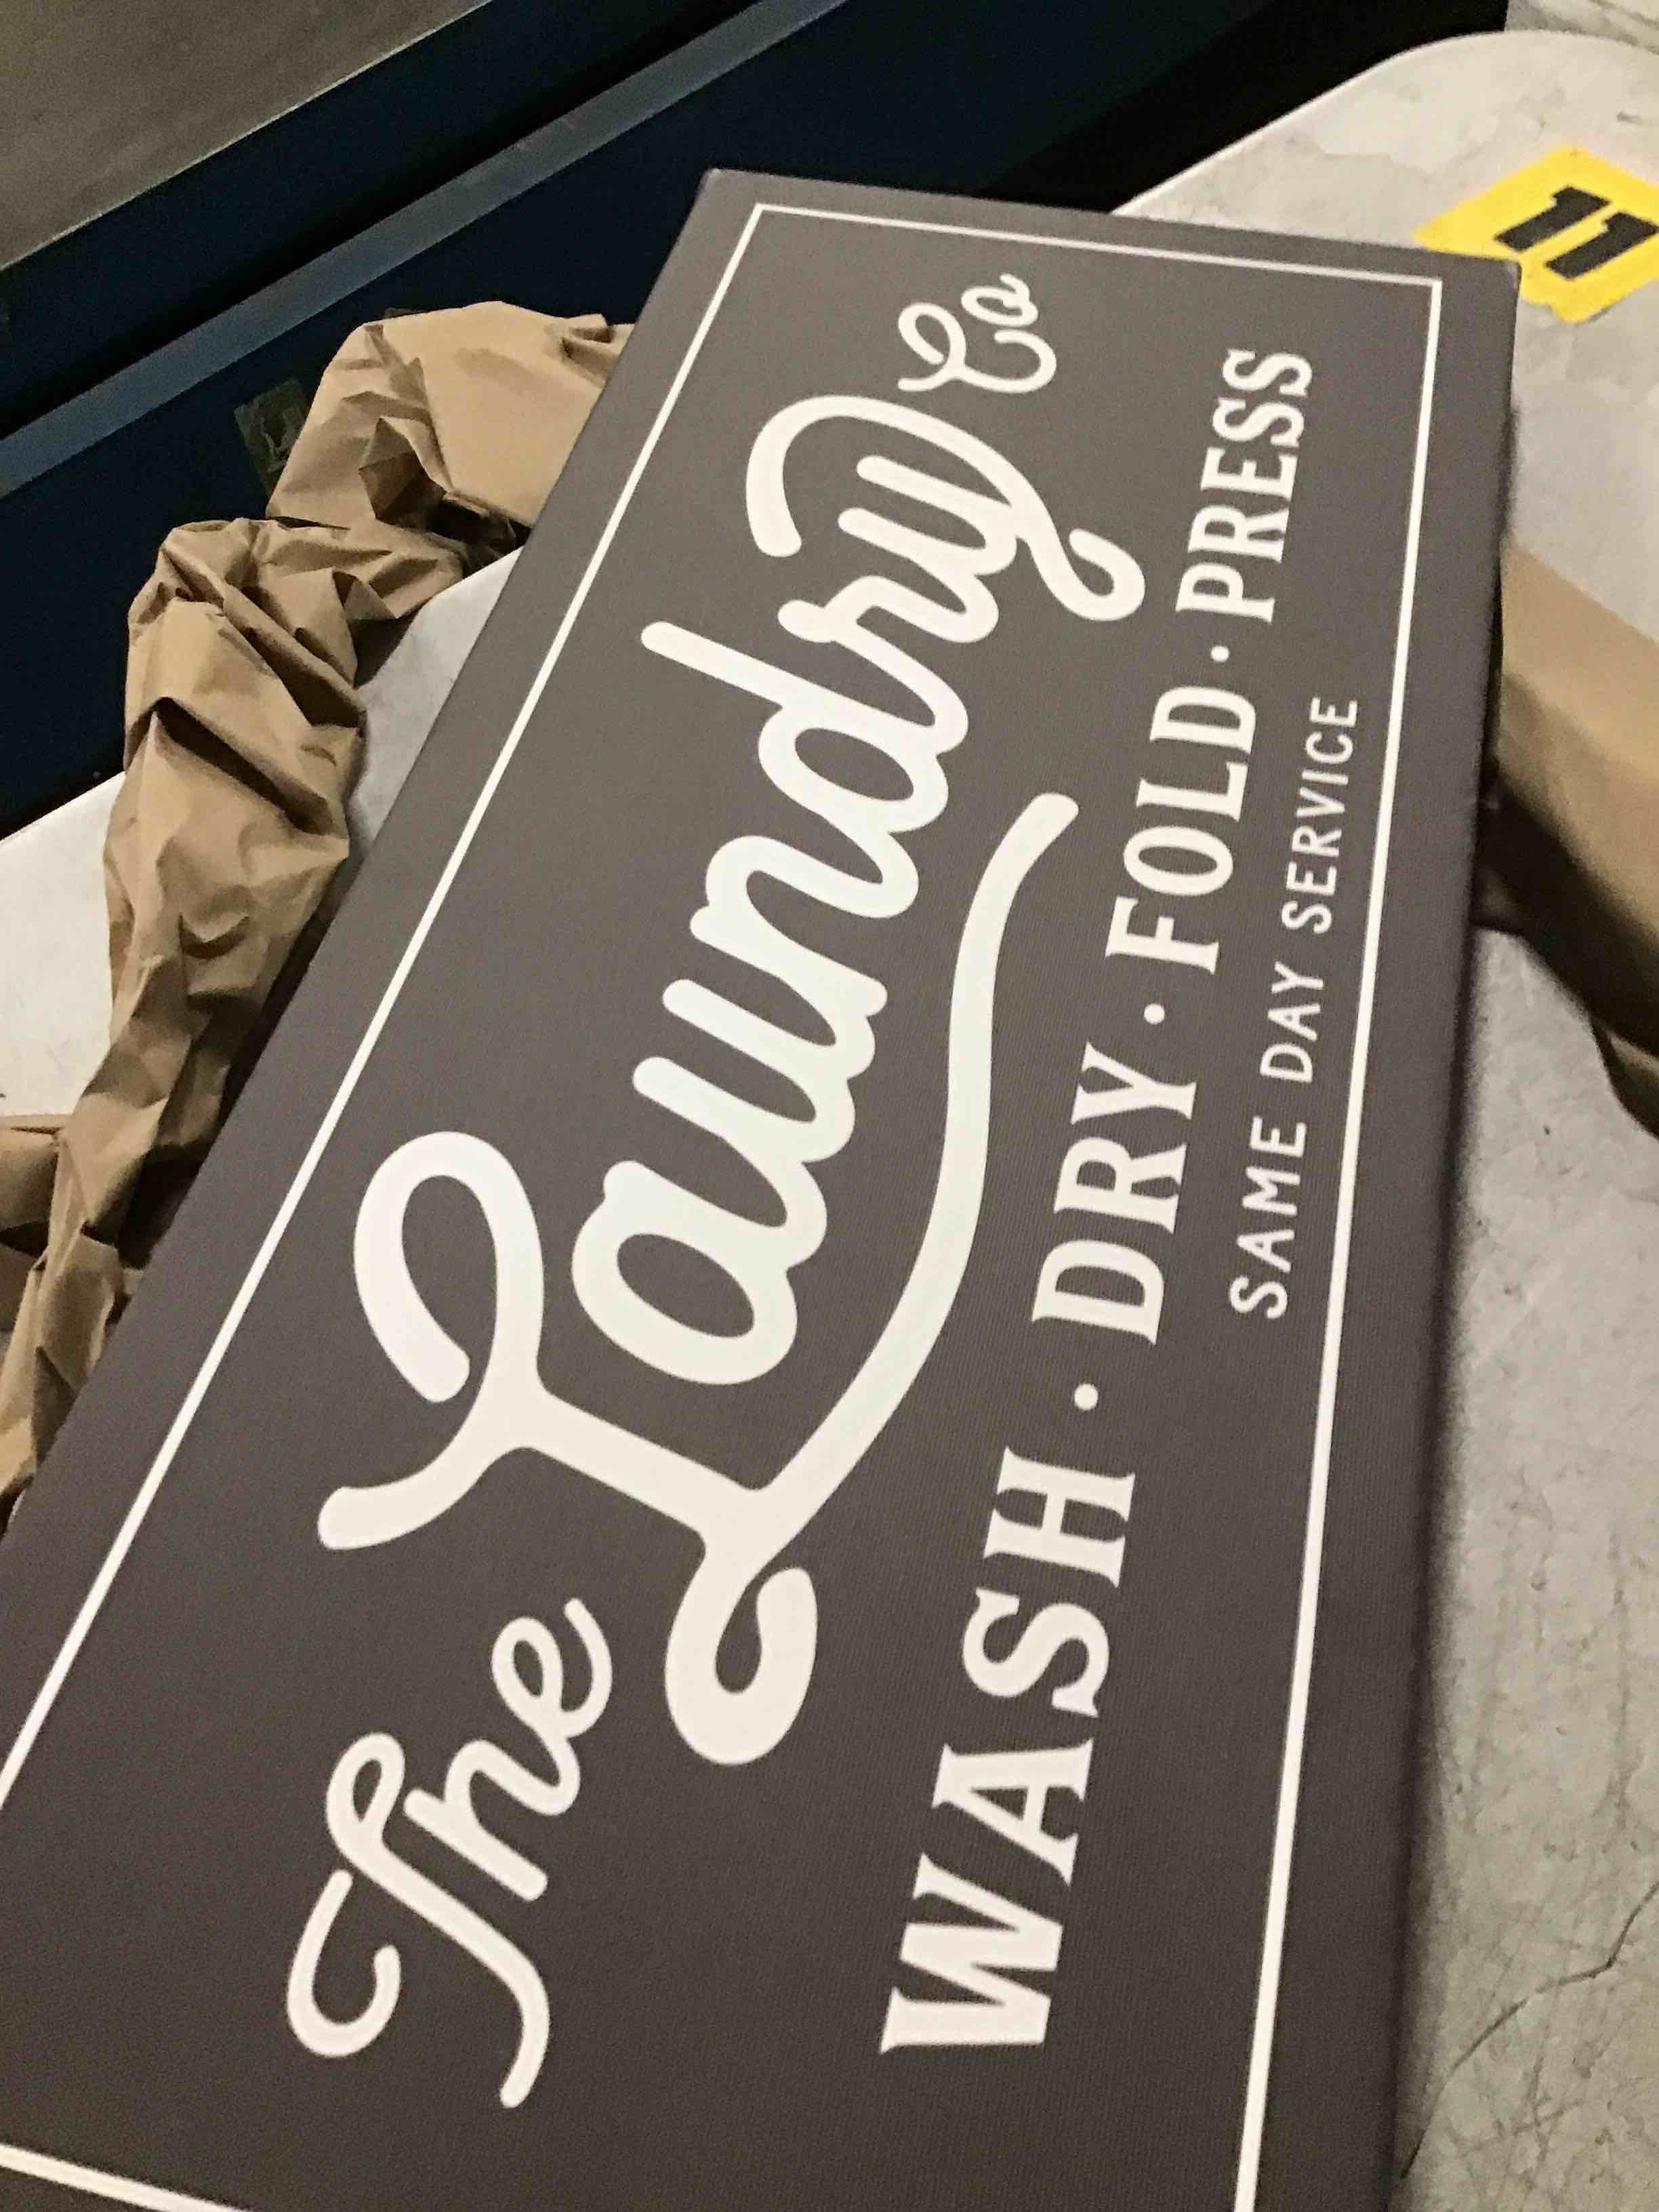 The Laundry Co
WASH · DRY · FOLD · PRESS
SAME DAY SERVICE
11